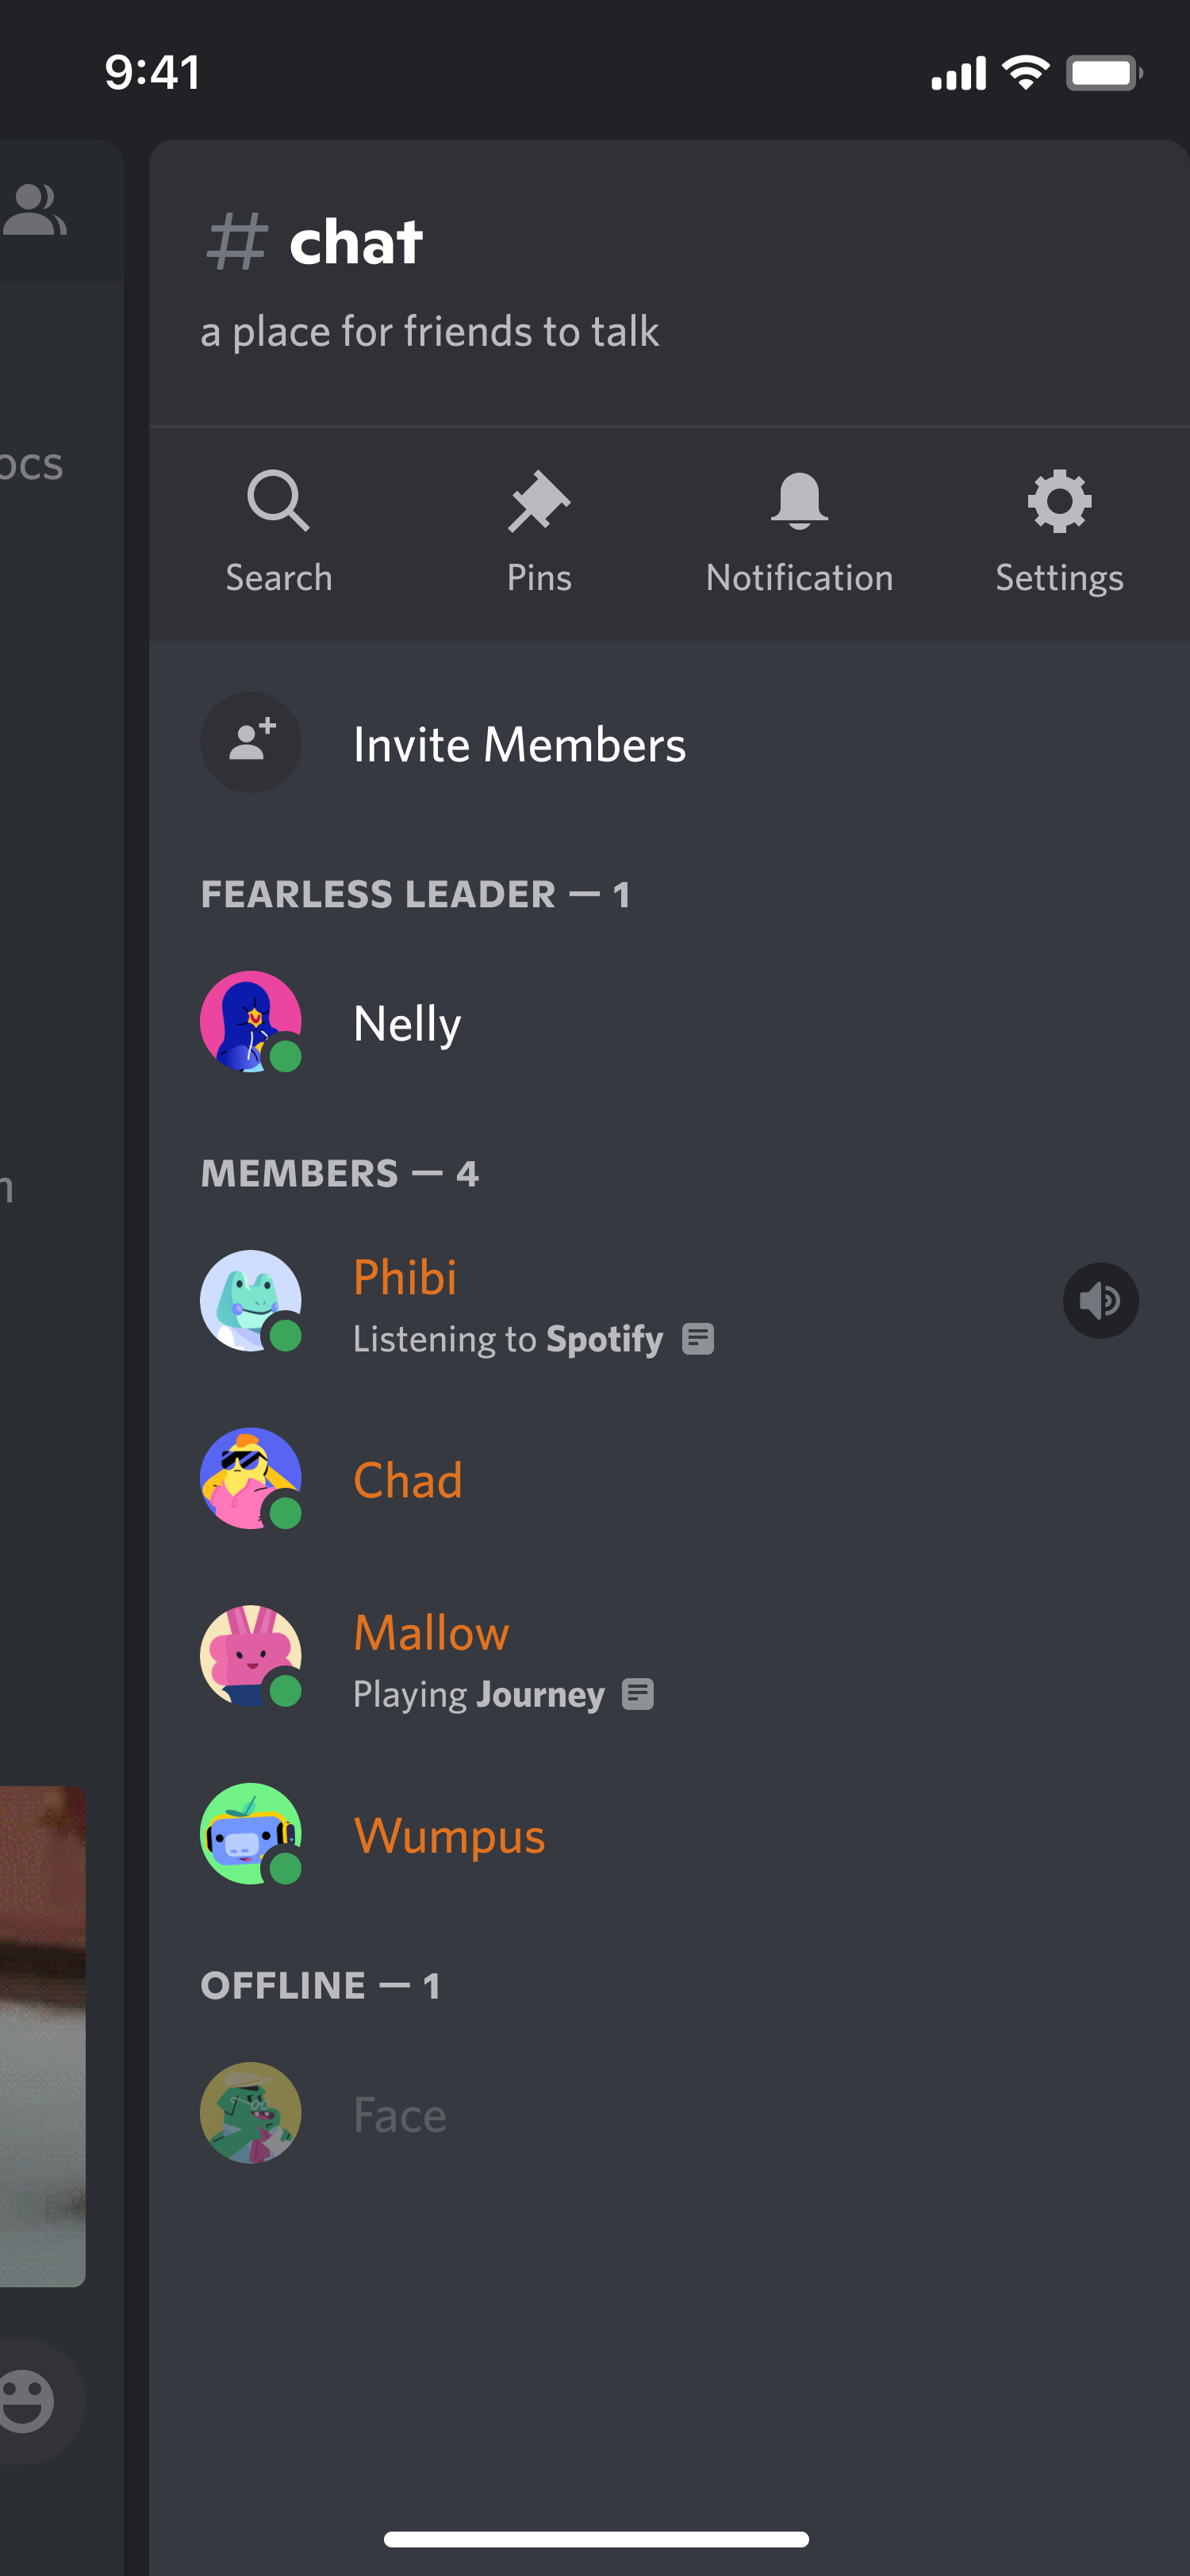 9:41
# chat
a place for friends to talk
Search Pins Notification Settings
Invite Members
FEARLESS LEADER — 1
Nelly
MEMBERS — 4
Phibi
Listening to Spotify
Chad
Mallow
Playing Journey
Wumpus
OFFLINE — 1
Face